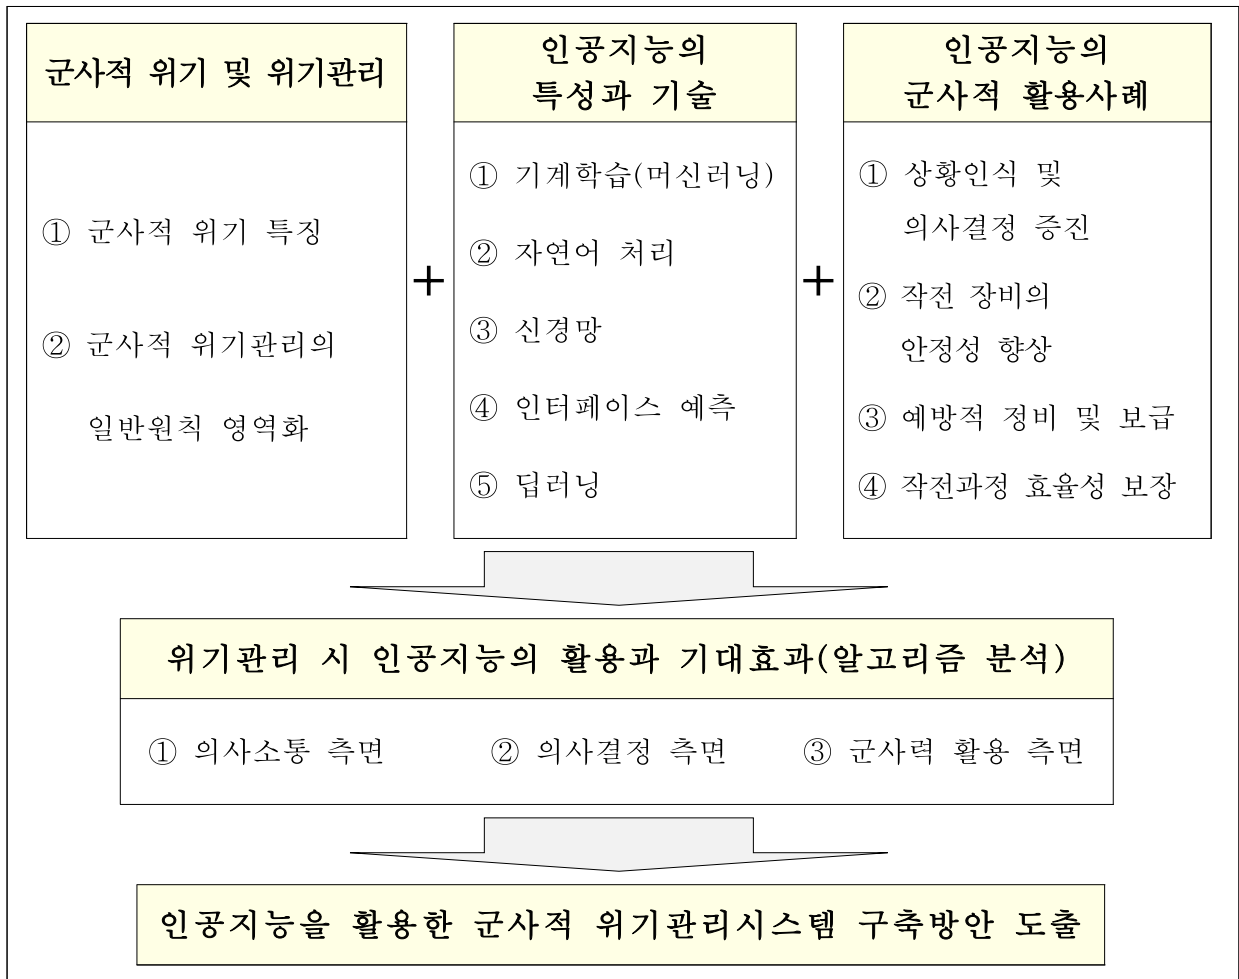 군사적 위기 및 위기관리
① 군사적 위기 특징
② 군사적 위기관리의
일반원칙 영역화
+
인공지능의
특성과 기술
① 기계학습(머신러닝)
② 자연어 처리
③ 신경망
④ 인터페이스 예측
⑤ 딥러닝
+
인공지능의
군사적 활용사례
① 상황인식 및
의사결정 증진
② 작전 장비의
안정성 향상
③ 예방적 정비 및 보급
④ 작전과정 효율성 보장
위기관리 시 인공지능의 활용과 기대효과(알고리즘 분석)
① 의사소통 측면 ② 의사결정 측면 ③ 군사력 활용 측면
인공지능을 활용한 군사적 위기관리시스템 구축방안 도출